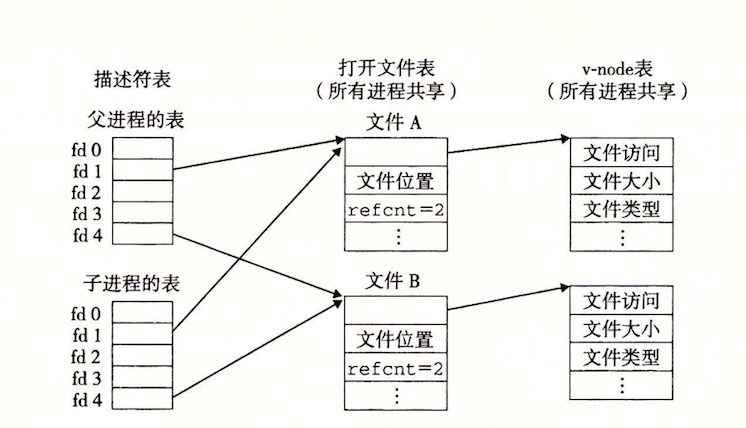 描述符表
打开文件表
（所有进程共享）
v-node表
（所有进程共享）
父进程的表
fd 0
fd 1
fd 2
fd 3
fd 4
文件 A
文件位置
refcnt=2
⋮
文件访问
文件大小
文件类型
⋮
子进程的表
fd 0
fd 1
fd 2
fd 3
fd 4
文件 B
文件位置
refcnt=2
⋮
文件访问
文件大小
文件类型
⋮